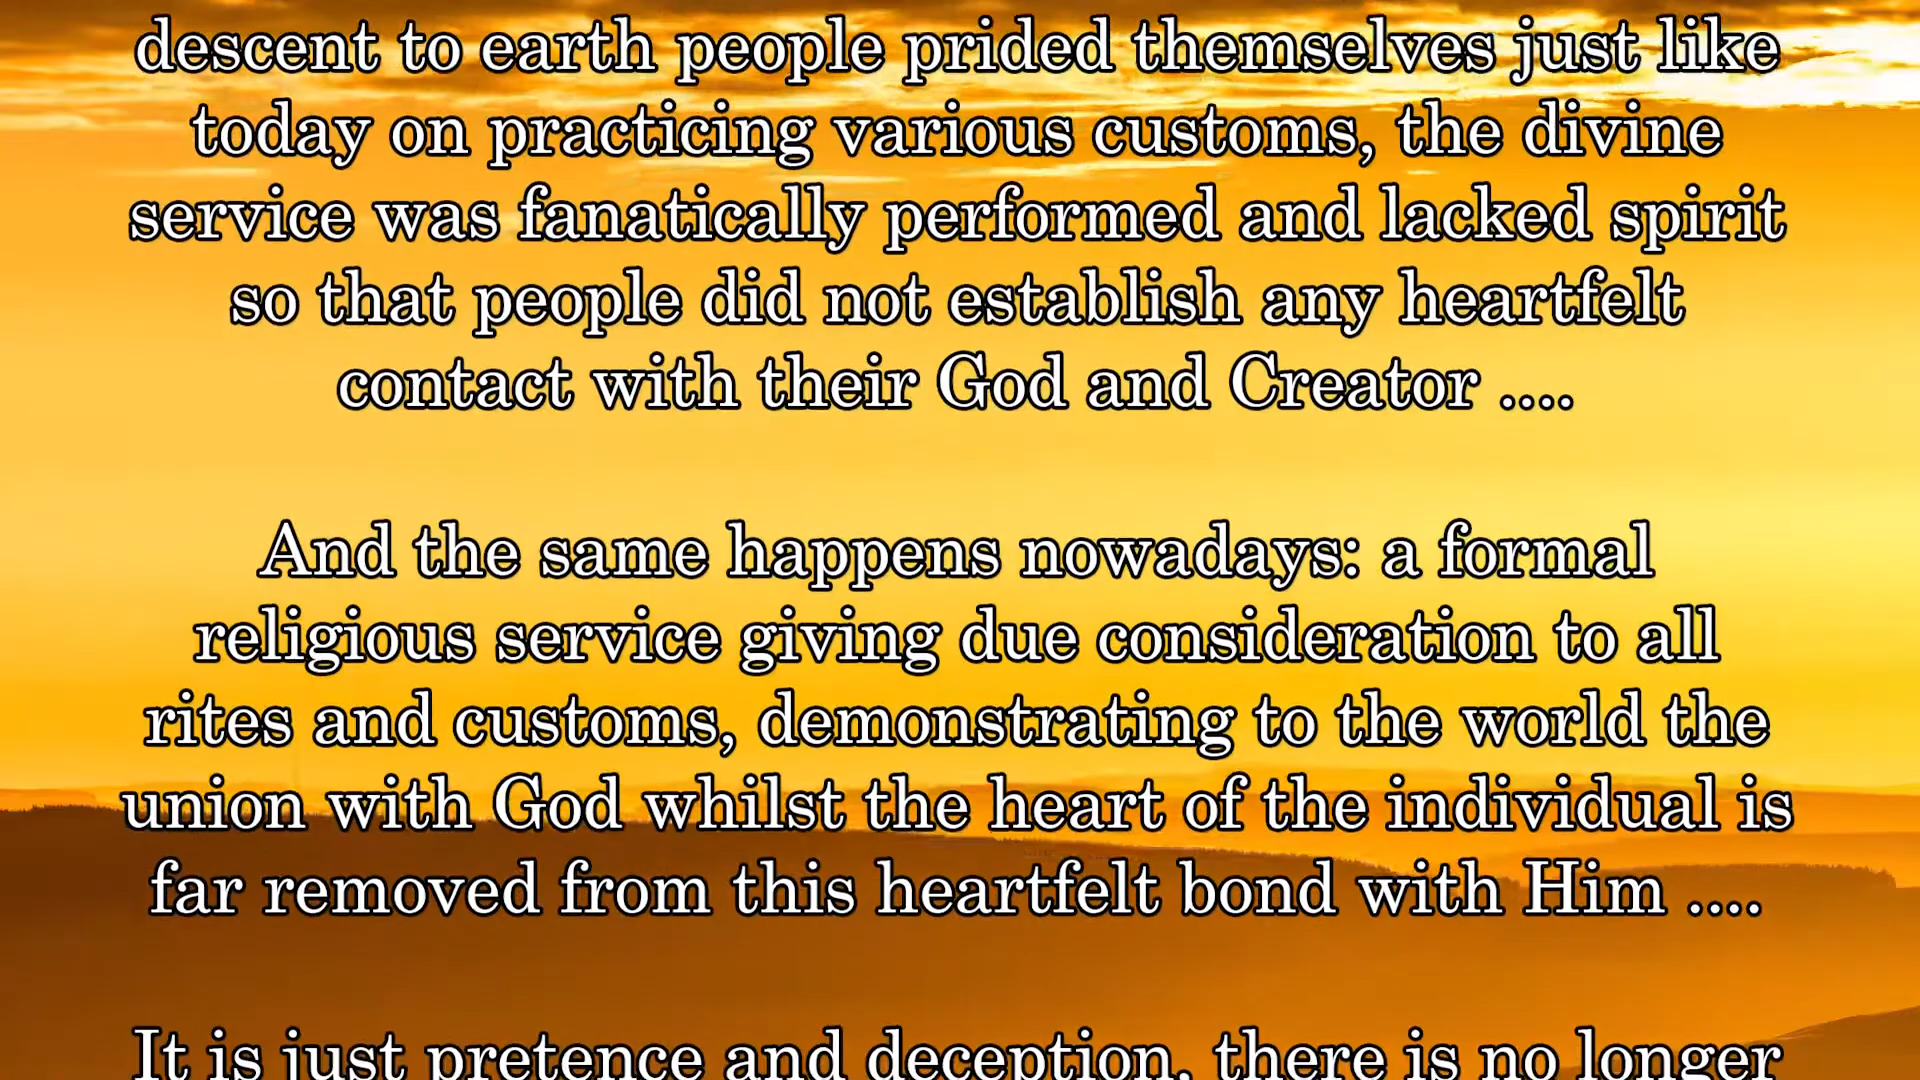 descent to earth people prided themselves just like
today on practicing various customs, the divine
service was fanatically performed and lacked spirit
so that people did not establish any heartfelt
contact with their God and Creator ....
And the same happens nowadays: a formal
religious service giving due consideration to all
rites and customs, demonstrating to the world the
union with God whilst the heart of the individual is
far removed from this heartfelt bond with Him ....
It is just pretence and deception, there is no longer